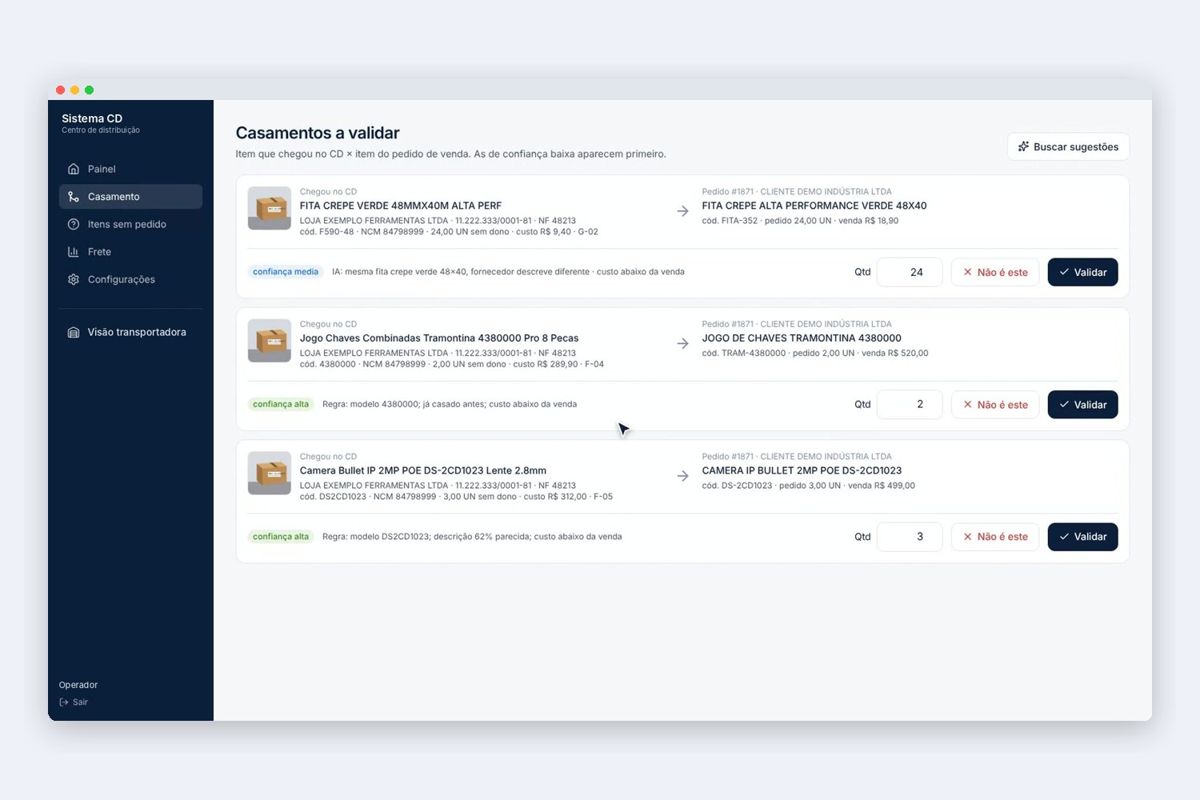 Sistema CD
Centro de distribuição
Painel
Casamento
Itens sem pedido
Frete
Configurações
Visão transportadora
Operador
Sair
Casamentos a validar
Item que chegou no CD × item do pedido de venda. As de confiança baixa aparecem primeiro.
Buscar sugestões
Chegou no CD
FITA CREPE VERDE 48MMX40M ALTA PERF
LOJA EXEMPLO FERRAMENTAS LTDA · 11.222.333/0001-81 · NF 48213
cód. F590-48 · NCM 84798999 · 24,00 UN sem dono · custo R$ 9,40 · G-02
Pedido #1871 · CLIENTE DEMO INDÚSTRIA LTDA
FITA CREPE ALTA PERFORMANCE VERDE 48X40
cód. FITA-352 · pedido 24,00 UN · venda R$ 18,90
confiança media IA: mesma fita crepe verde 48×40, fornecedor descreve diferente · custo abaixo da venda
Qtd 24 Não é este Validar
Chegou no CD
Jogo Chaves Combinadas Tramontina 4380000 Pro 8 Pecas
LOJA EXEMPLO FERRAMENTAS LTDA · 11.222.333/0001-81 · NF 48213
cód. 4380000 · NCM 84798999 · 2,00 UN sem dono · custo R$ 289,90 · F-04
Pedido #1871 · CLIENTE DEMO INDÚSTRIA LTDA
JOGO DE CHAVES TRAMONTINA 4380000
cód. TRAM-4380000 · pedido 2,00 UN · venda R$ 520,00
confiança alta Regra: modelo 4380000; já casado antes; custo abaixo da venda
Qtd 2 Não é este Validar
Chegou no CD
Camera Bullet IP 2MP POE DS-2CD1023 Lente 2.8mm
LOJA EXEMPLO FERRAMENTAS LTDA · 11.222.333/0001-81 · NF 48213
cód. DS2CD1023 · NCM 84798999 · 3,00 UN sem dono · custo R$ 312,00 · F-05
Pedido #1871 · CLIENTE DEMO INDÚSTRIA LTDA
CAMERA IP BULLET 2MP POE DS-2CD1023
cód. DS-2CD1023 · pedido 3,00 UN · venda R$ 499,00
confiança alta Regra: modelo DS2CD1023; descrição 62% parecida; custo abaixo da venda
Qtd 3 Não é este Validar